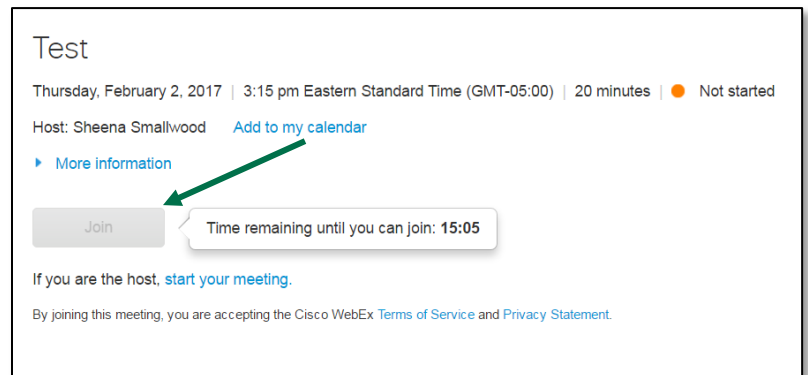 Test
Thursday, February 2, 2017 | 3:15 pm Eastern Standard Time (GMT-05:00) | 20 minutes | Not started
Host: Sheena Smallwood Add to my calendar
More information
Join Time remaining until you can join: 15:05
If you are the host, start your meeting.
By joining this meeting, you are accepting the Cisco WebEx Terms of Service and Privacy Statement.